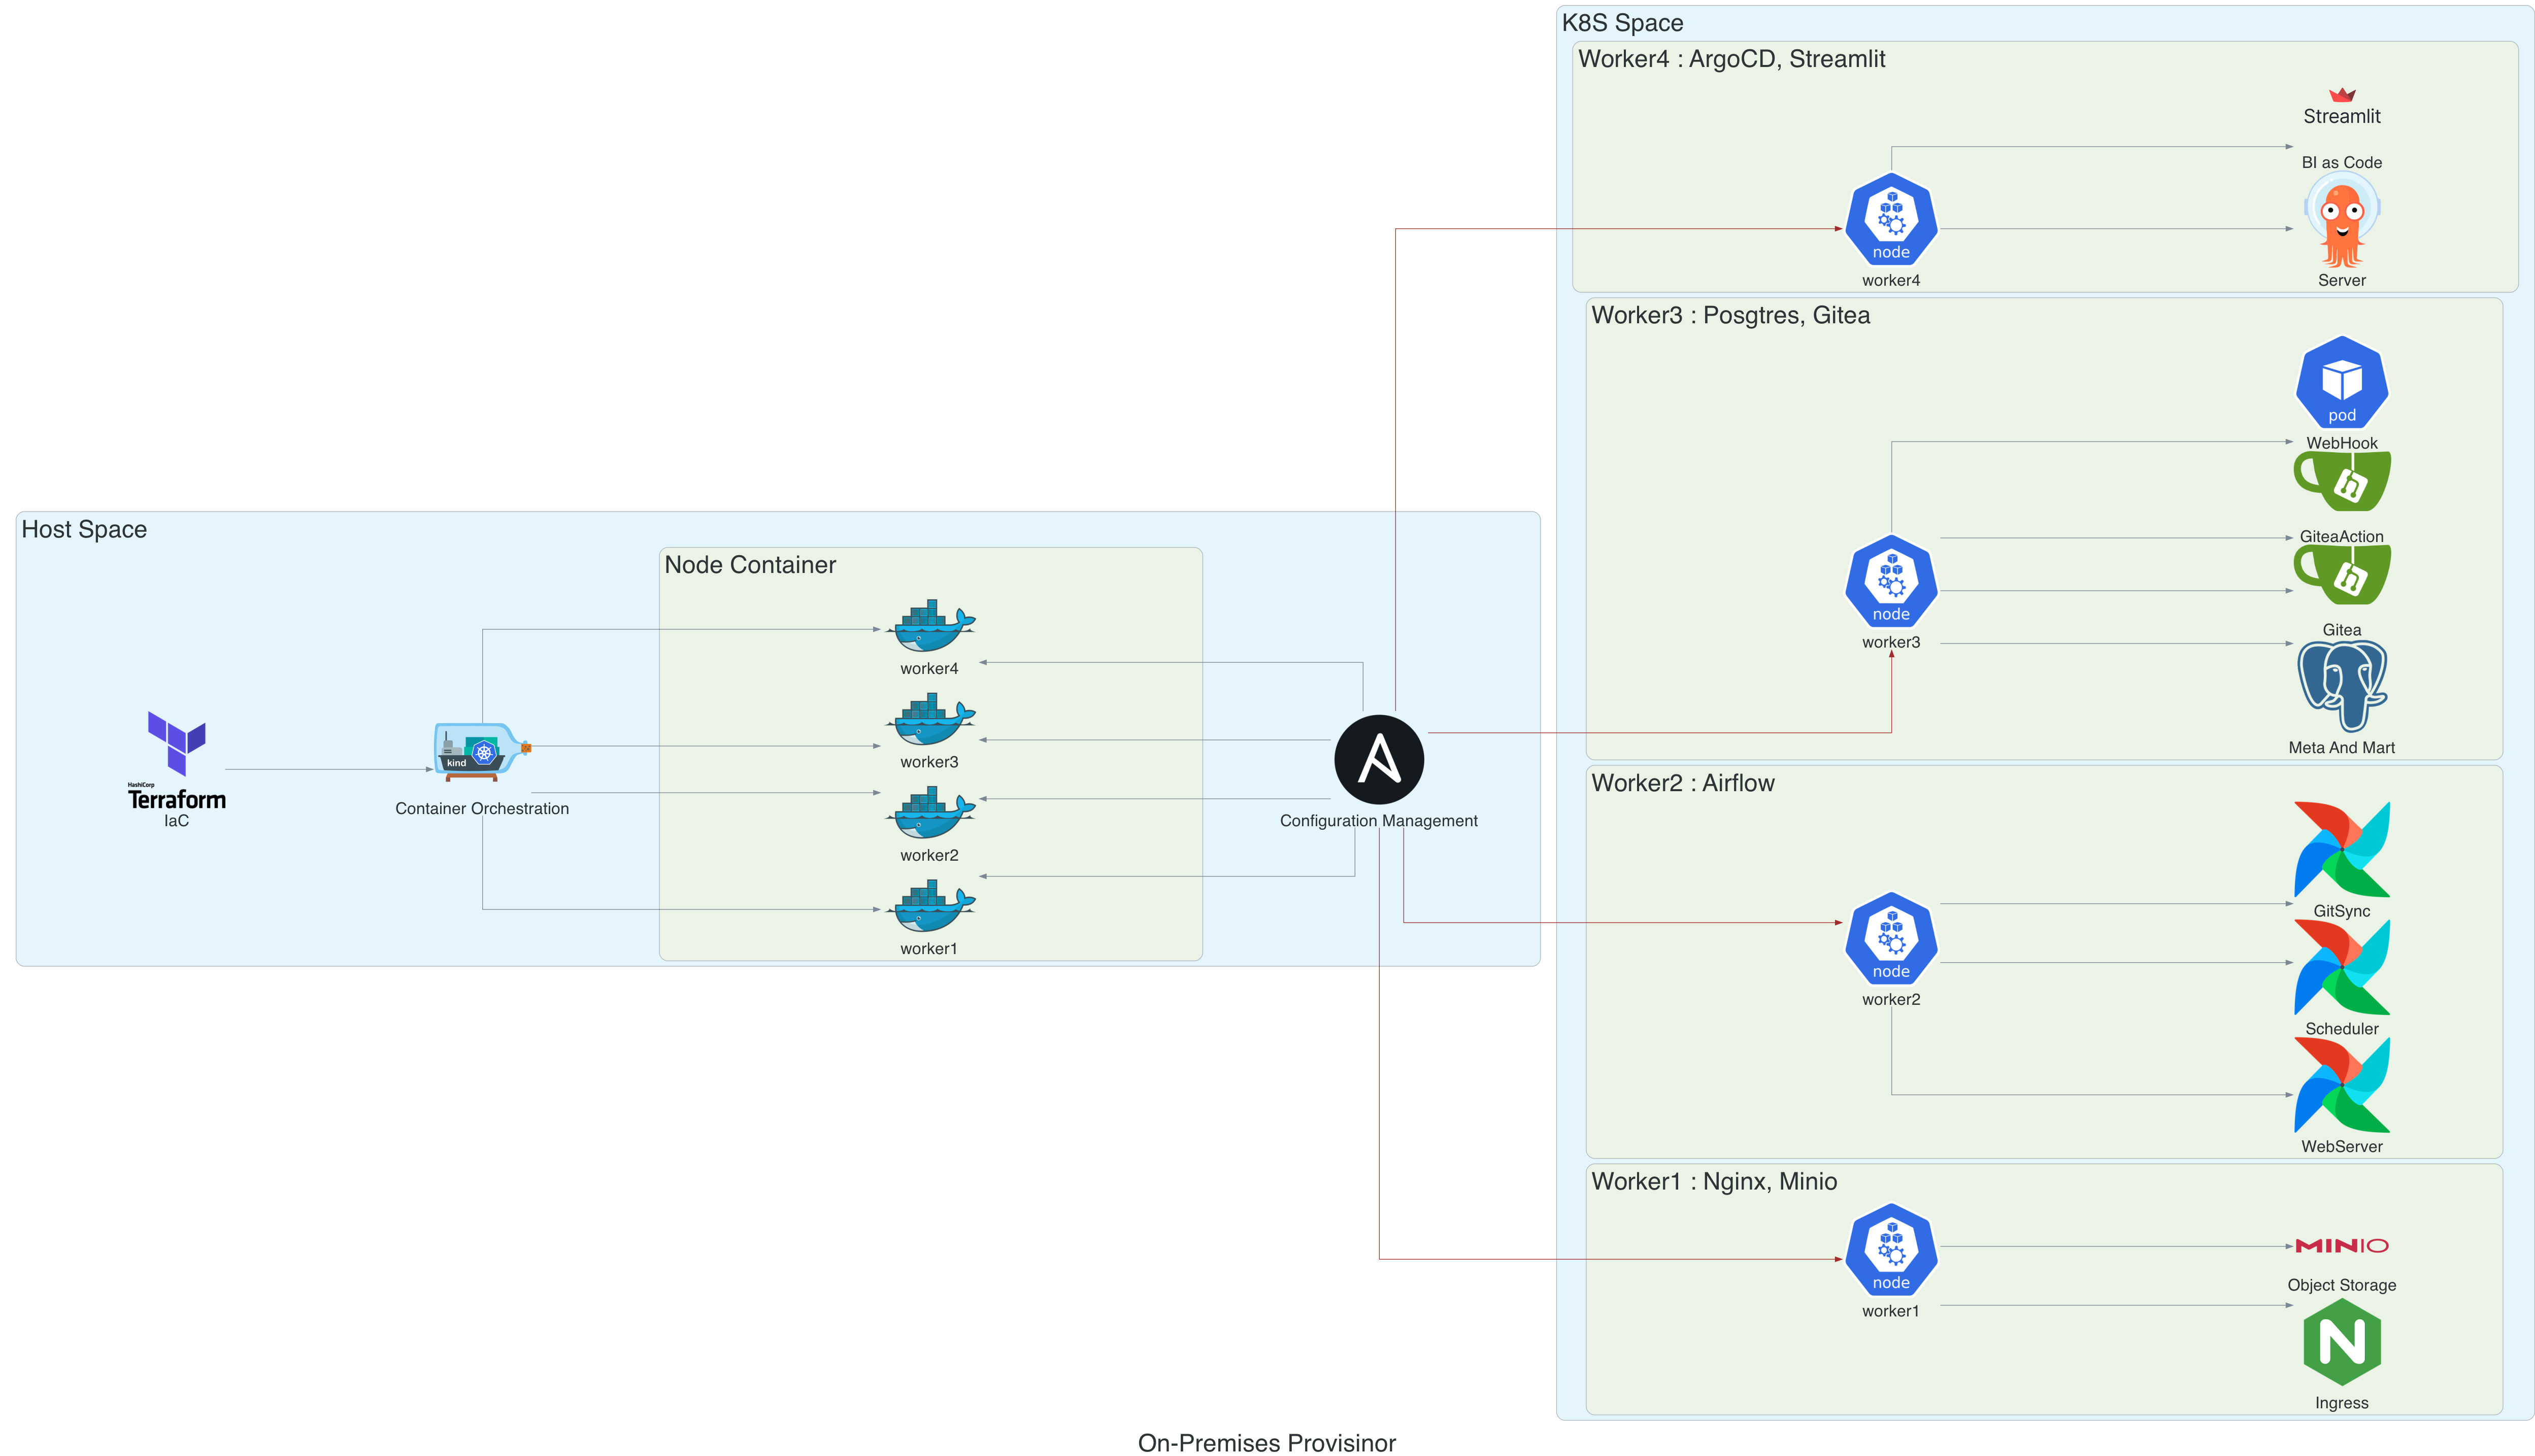 K8S Space
Worker4 : ArgoCD, Streamlit
Streamlit
BI as Code
node
worker4
Server
Worker3 : Posgtres, Gitea
pod
WebHook
GiteaAction
node
worker3
Gitea
Meta And Mart
Host Space
Node Container
worker4
worker3
worker2
worker1
HashiCorp
Terraform
IaC
kind
Container Orchestration
Configuration Management
Worker2 : Airflow
GitSync
node
worker2
Scheduler
WebServer
Worker1 : Nginx, Minio
MINIO
node
worker1
Object Storage
N
Ingress
On-Premises Provisinor